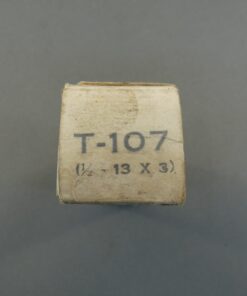 T-107
(½ - 13 X 3)